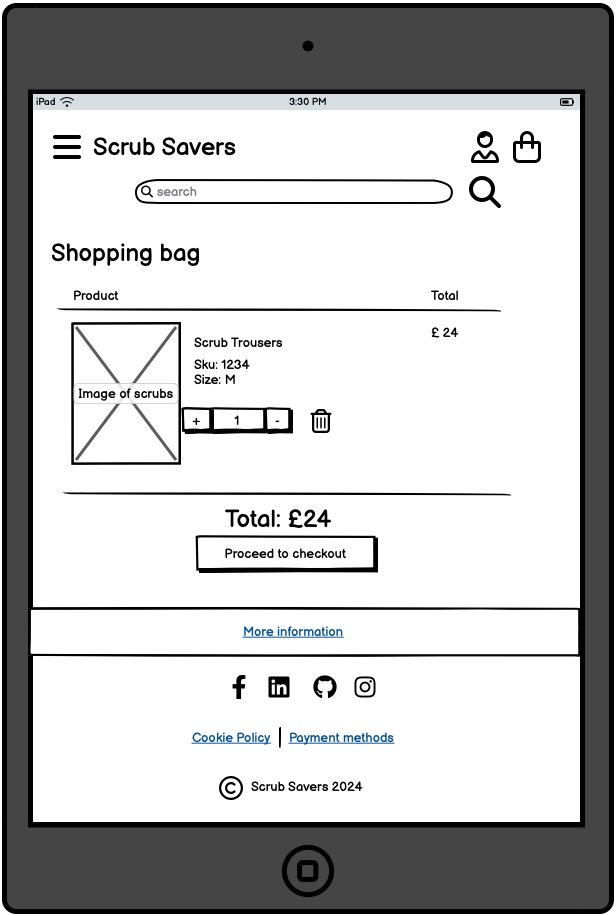 iPad 3:30 PM
Scrub Savers
search
Shopping bag
Product Total
£ 24
Scrub Trousers
Sku: 1234
Size: M
Image of scrubs
+ 1 -
Total: £24
Proceed to checkout
More information
f in
Cookie Policy | Payment methods
© Scrub Savers 2024